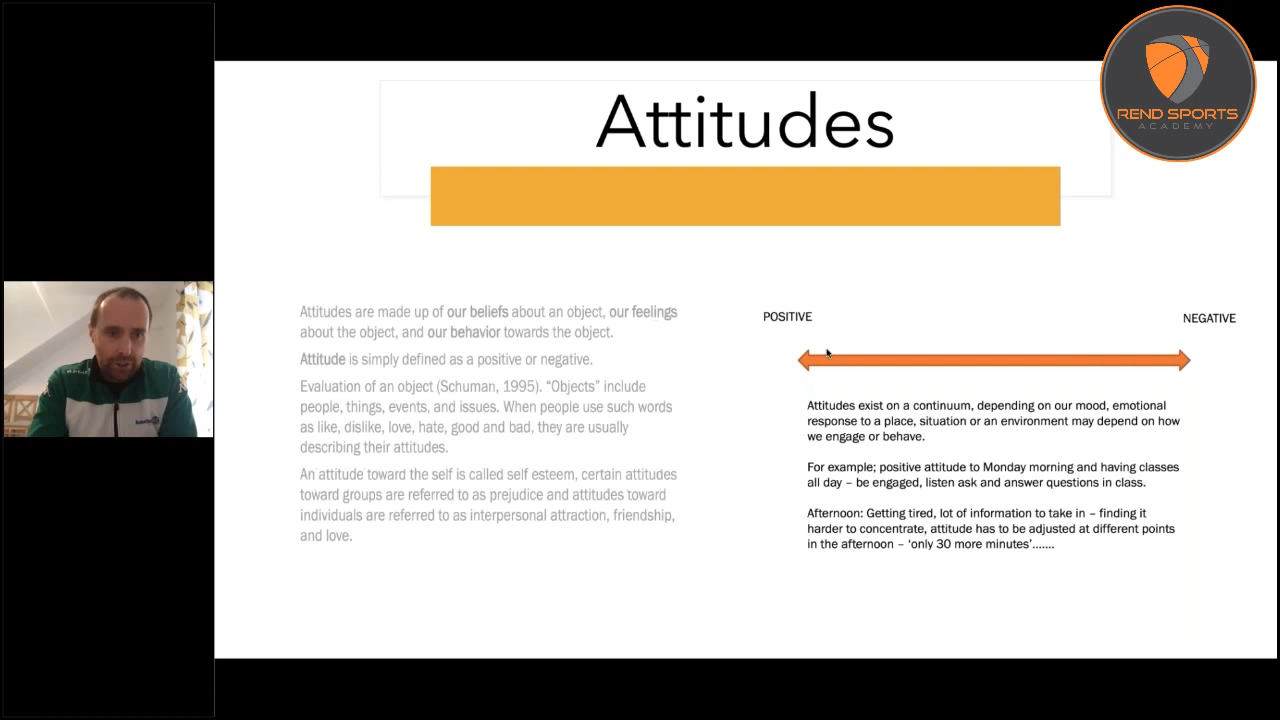 REND SPORTS
ACADEMY
Attitudes
Attitudes are made up of our beliefs about an object, our feelings
about the object, and our behavior towards the object.
Attitude is simply defined as a positive or negative.
Evaluation of an object (Schuman, 1995). “Objects” include
people, things, events, and issues. When people use such words
as like, dislike, love, hate, good and bad, they are usually
describing their attitudes.
An attitude toward the self is called self esteem, certain attitudes
toward groups are referred to as prejudice and attitudes toward
individuals are referred to as interpersonal attraction, friendship,
and love.
POSITIVE
NEGATIVE
Attitudes exist on a continuum, depending on our mood, emotional
response to a place, situation or an environment may depend on how
we engage or behave.
For example; positive attitude to Monday morning and having classes
all day – be engaged, listen ask and answer questions in class.
Afternoon: Getting tired, lot of information to take in – finding it
harder to concentrate, attitude has to be adjusted at different points
in the afternoon – ‘only 30 more minutes’.......